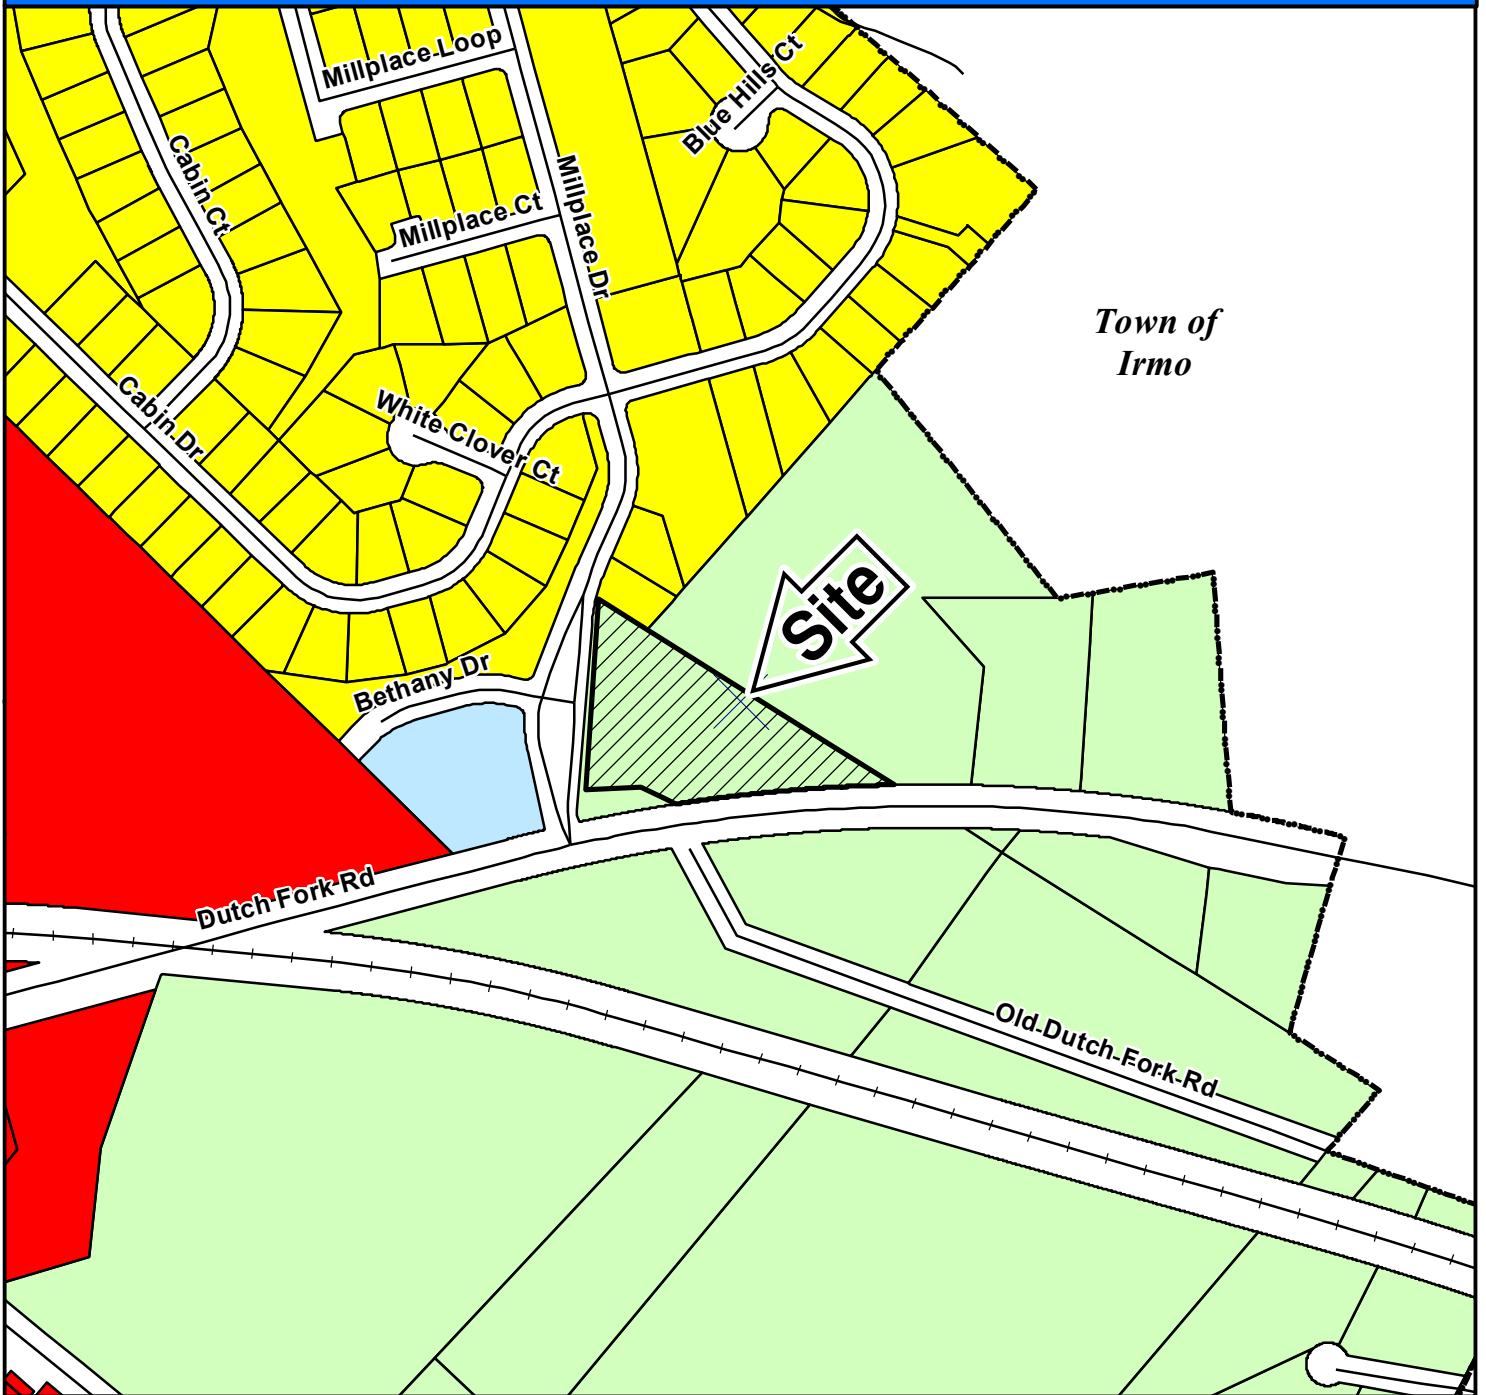 Millplace Loop
Blue Hills Ct
Cabin Ct
Millplace Dr
Millplace Ct
Town of
Irmo
Cabin Dr
White Clover Ct
Site
Bethany Dr
Dutch Fork Rd
Old Dutch Fork Rd